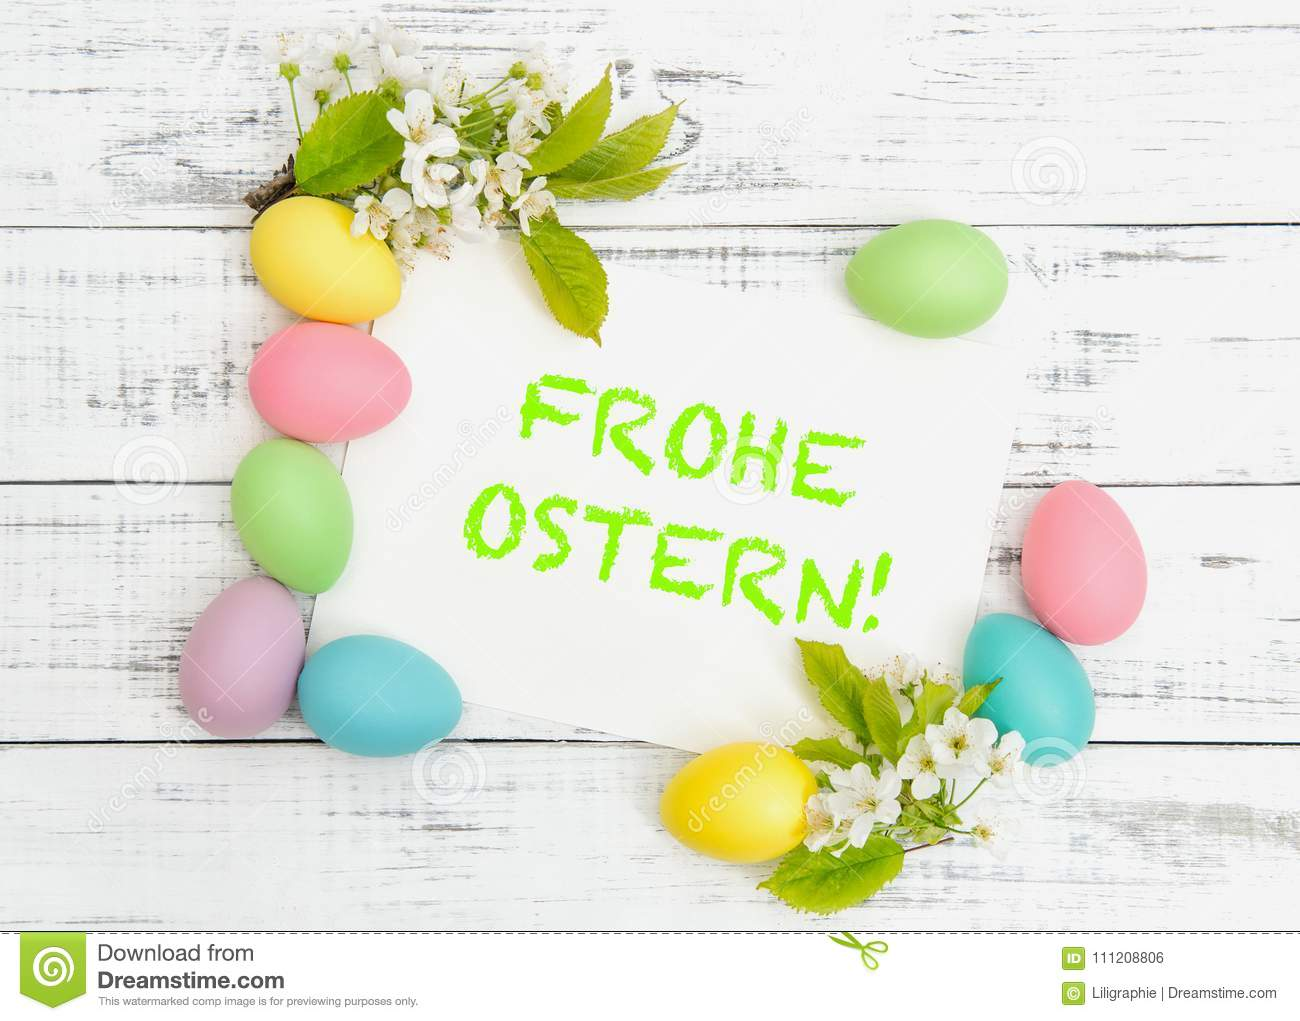 FROHE
OSTERN!
Download from
Dreamstime.com
This watermarked comp image is for previewing purposes only.
ID 111208806
© Liligraphie | Dreamstime.com